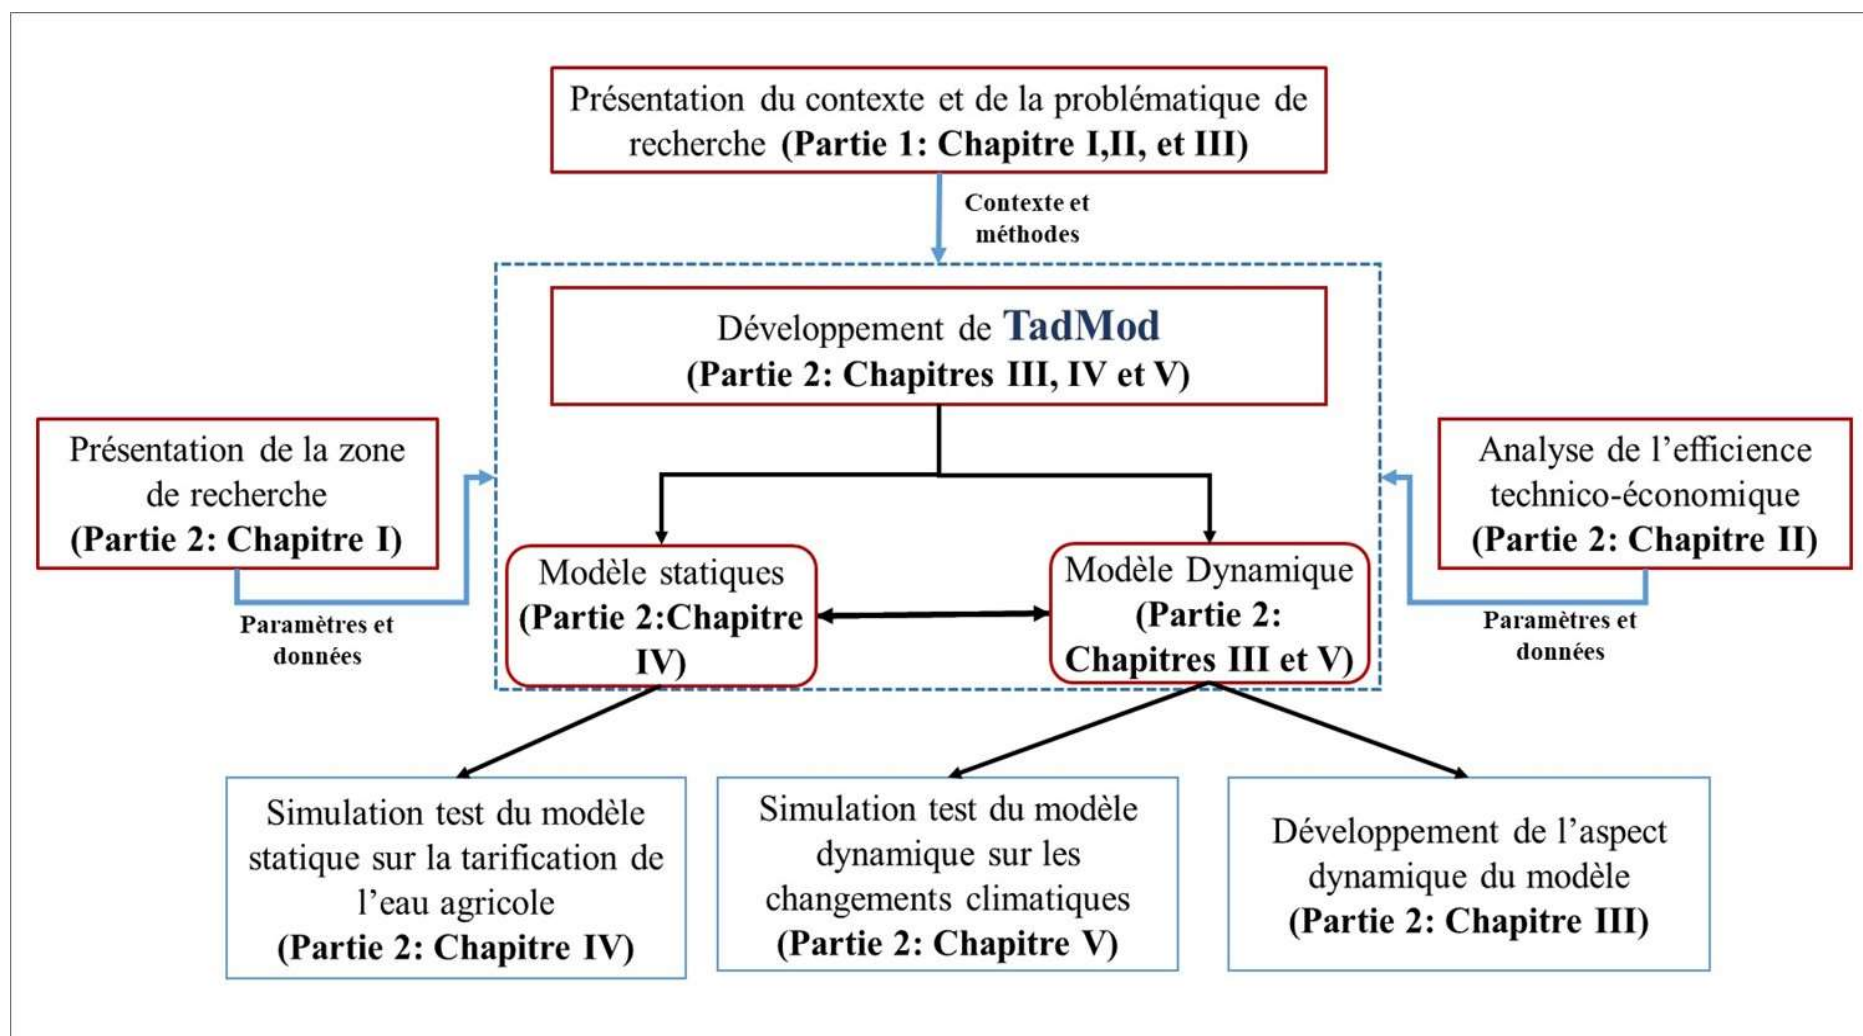 Présentation du contexte et de la problématique de
recherche (Partie 1: Chapitre I,II, et III)
Contexte et
méthodes
Développement de TadMod
(Partie 2: Chapitres III, IV et V)
Présentation de la zone
de recherche
(Partie 2: Chapitre I)
Paramètres et
données
Analyse de l’efficience
technico-économique
(Partie 2: Chapitre II)
Paramètres et
données
Modèle statiques
(Partie 2:Chapitre
IV)
Modèle Dynamique
(Partie 2:
Chapitres III et V)
Simulation test du modèle
statique sur la tarification de
l’eau agricole
(Partie 2: Chapitre IV)
Simulation test du modèle
dynamique sur les
changements climatiques
(Partie 2: Chapitre V)
Développement de l’aspect
dynamique du modèle
(Partie 2: Chapitre III)